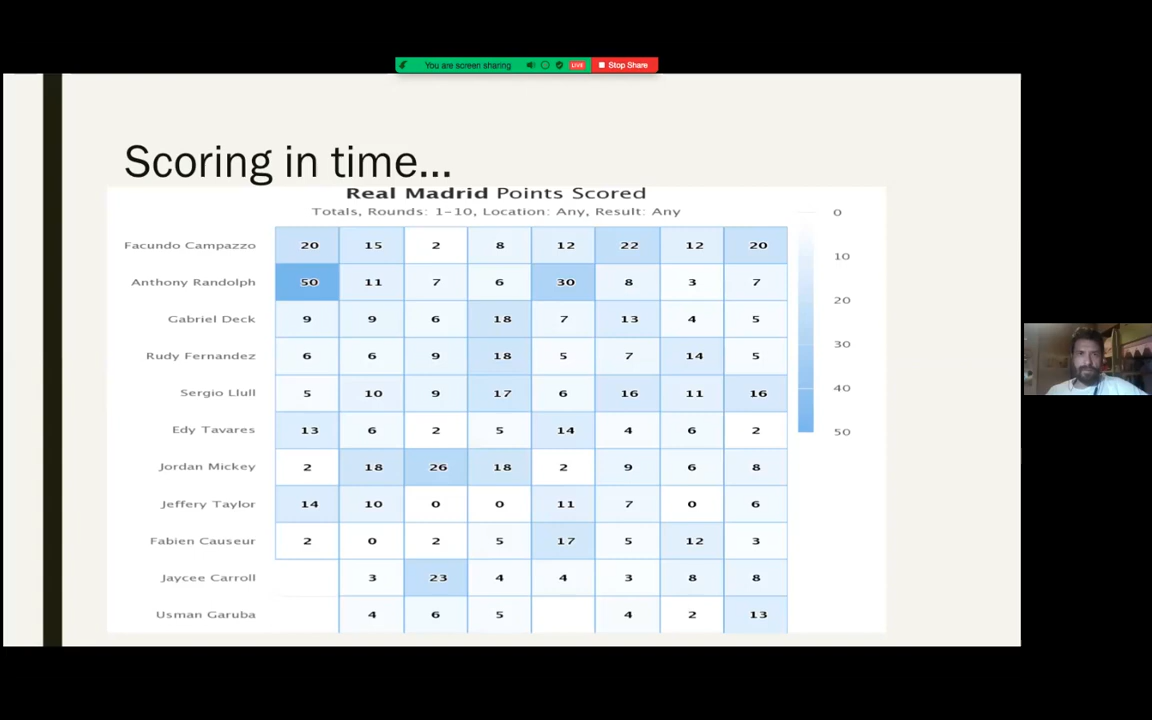 You are screen sharing LIVE Stop Share
Scoring in time...
Real Madrid Points Scored
Totals, Rounds: 1-10, Location: Any, Result: Any
0
10
20
30
40
50
Facundo Campazzo 20 15 2 8 12 22 12 20
Anthony Randolph 50 11 7 6 30 8 3 7
Gabriel Deck 9 9 6 18 7 13 4 5
Rudy Fernandez 6 6 9 18 5 7 14 5
Sergio Llull 5 10 9 17 6 16 11 16
Edy Tavares 13 6 2 5 14 4 6 2
Jordan Mickey 2 18 26 18 2 9 6 8
Jeffery Taylor 14 10 0 0 11 7 0 6
Fabien Causeur 2 0 2 5 17 5 12 3
Jaycee Carroll 3 23 4 4 3 8 8
Usman Garuba 4 6 5 4 2 13